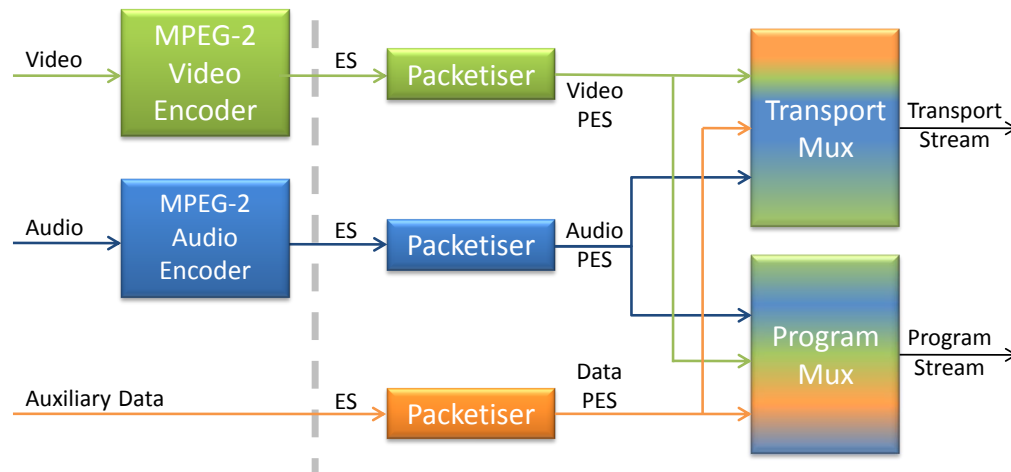 Video
MPEG-2
Video
Encoder
ES
Packetiser
Video
PES
Transport
Mux
Transport
Stream
Audio
MPEG-2
Audio
Encoder
ES
Packetiser
Audio
PES
Program
Mux
Program
Stream
Auxiliary Data
ES
Packetiser
Data
PES